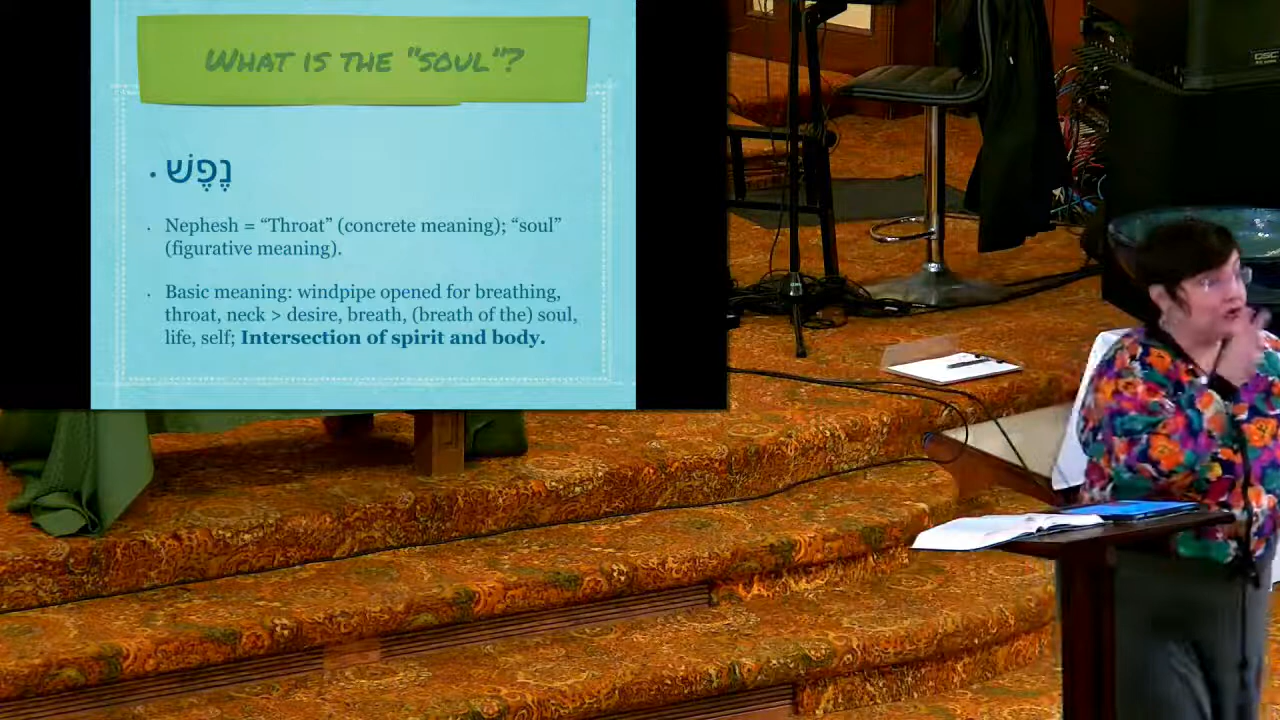 What is the "soul"?
• נֶפֶשׁ
• Nephesh = “Throat” (concrete meaning); “soul”
(figurative meaning).
• Basic meaning: windpipe opened for breathing,
throat, neck > desire, breath, (breath of the) soul,
life, self; Intersection of spirit and body.
QSC